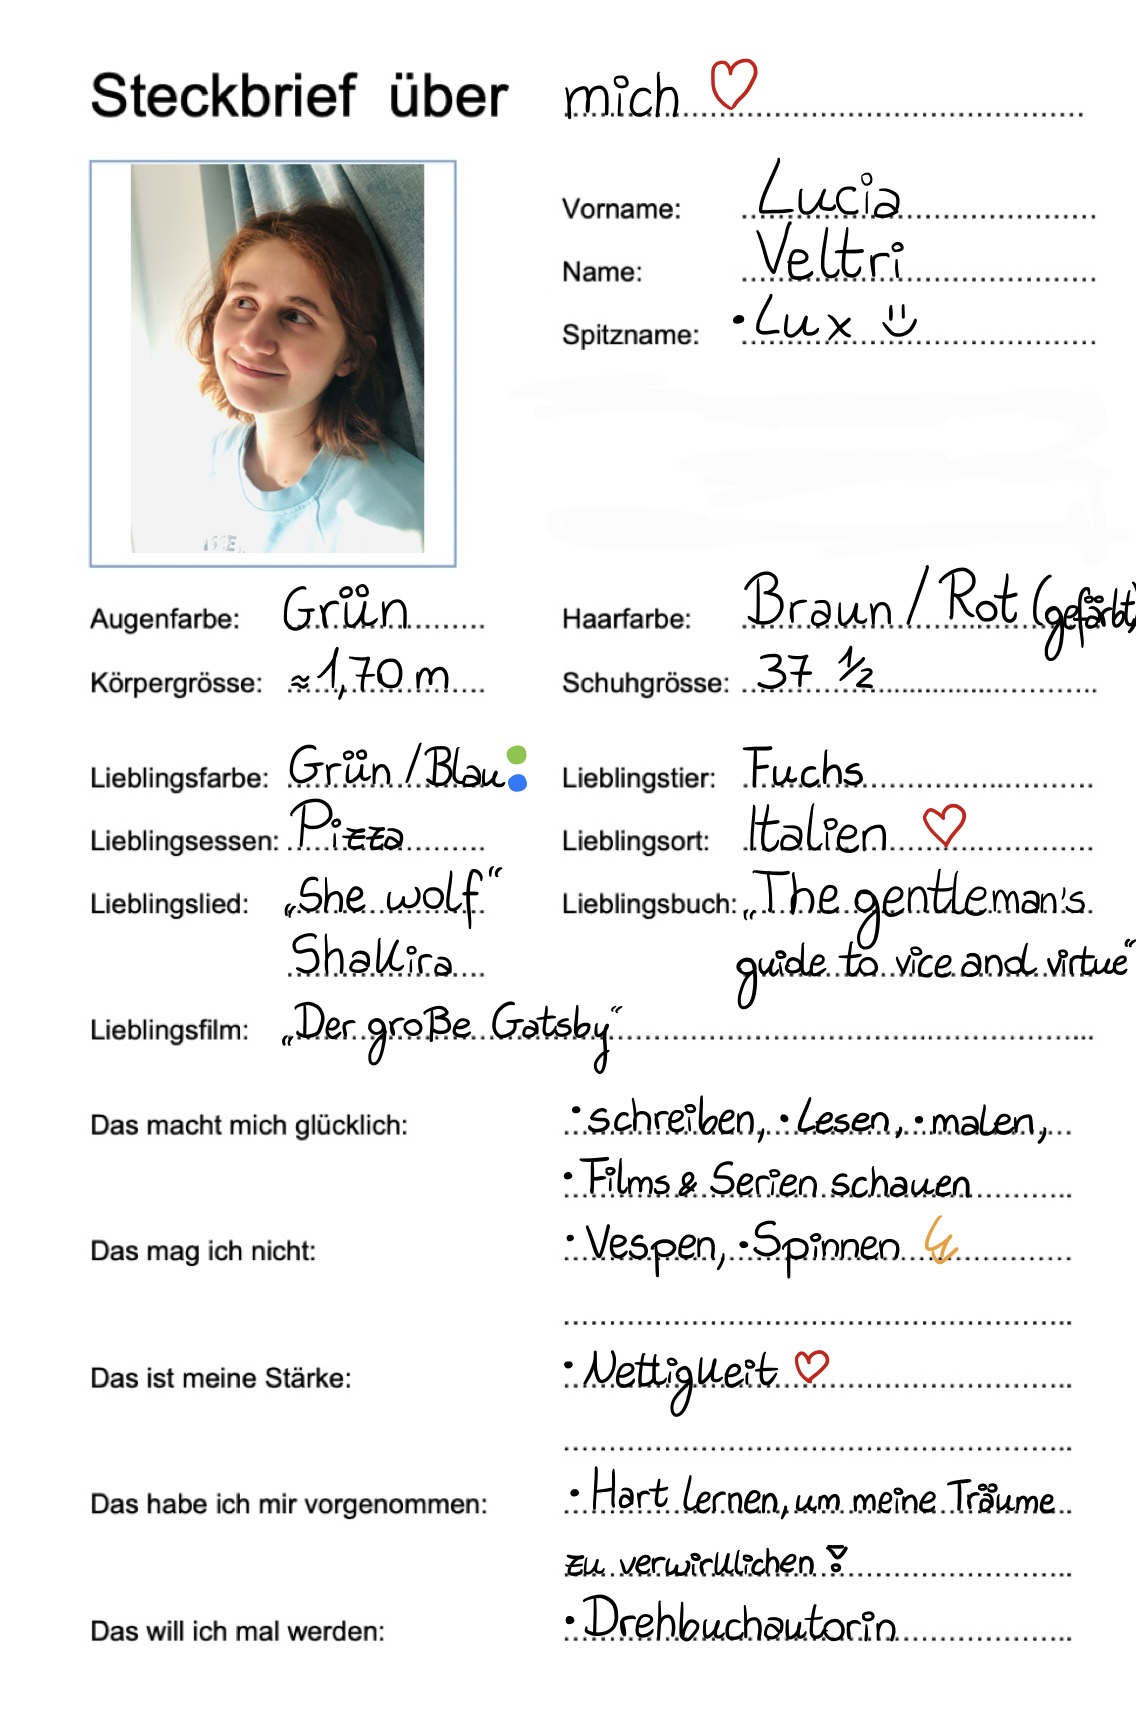 Steckbrief über mich
Vorname: Lucia
Name: Veltri
Spitzname: • Lux
Augenfarbe: Grün
Haarfarbe: Braun / Rot (gefärbt)
Körpergrösse: ≈ 1,70 m
Schuhgrösse: 37 ½
Lieblingsfarbe: Grün / Blau
Lieblingstier: Fuchs
Lieblingsessen: Pizza
Lieblingsort: Italien
Lieblingslied: „She wolf“
Shakira
Lieblingsbuch: „The gentleman's
guide to vice and virtue“
Lieblingsfilm: „Der große Gatsby“
Das macht mich glücklich: • schreiben, • Lesen, • malen,
• Films & Serien schauen
Das mag ich nicht: • Vespen, • Spinnen
Das ist meine Stärke: • Nettigkeit
Das habe ich mir vorgenommen: • Hart lernen, um meine Träume
zu verwirklichen!
Das will ich mal werden: • Drehbuchautorin